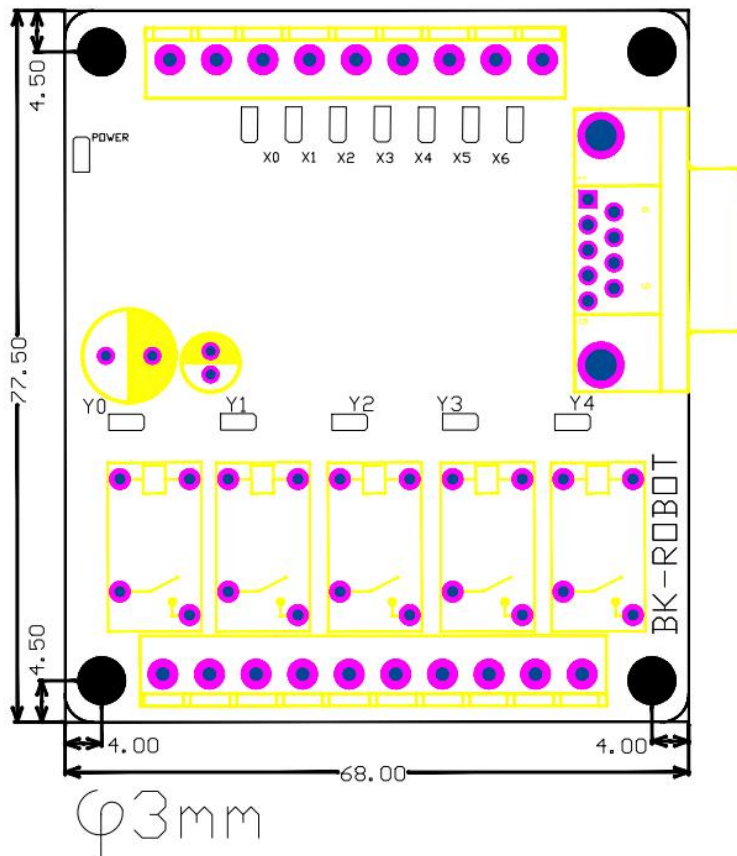 4.50
POWER
X0 X1 X2 X3 X4 X5 X6
77.50
Y0 Y1 Y2 Y3 Y4
BK-ROBOT
4.50
4.00
4.00
68.00
φ3mm